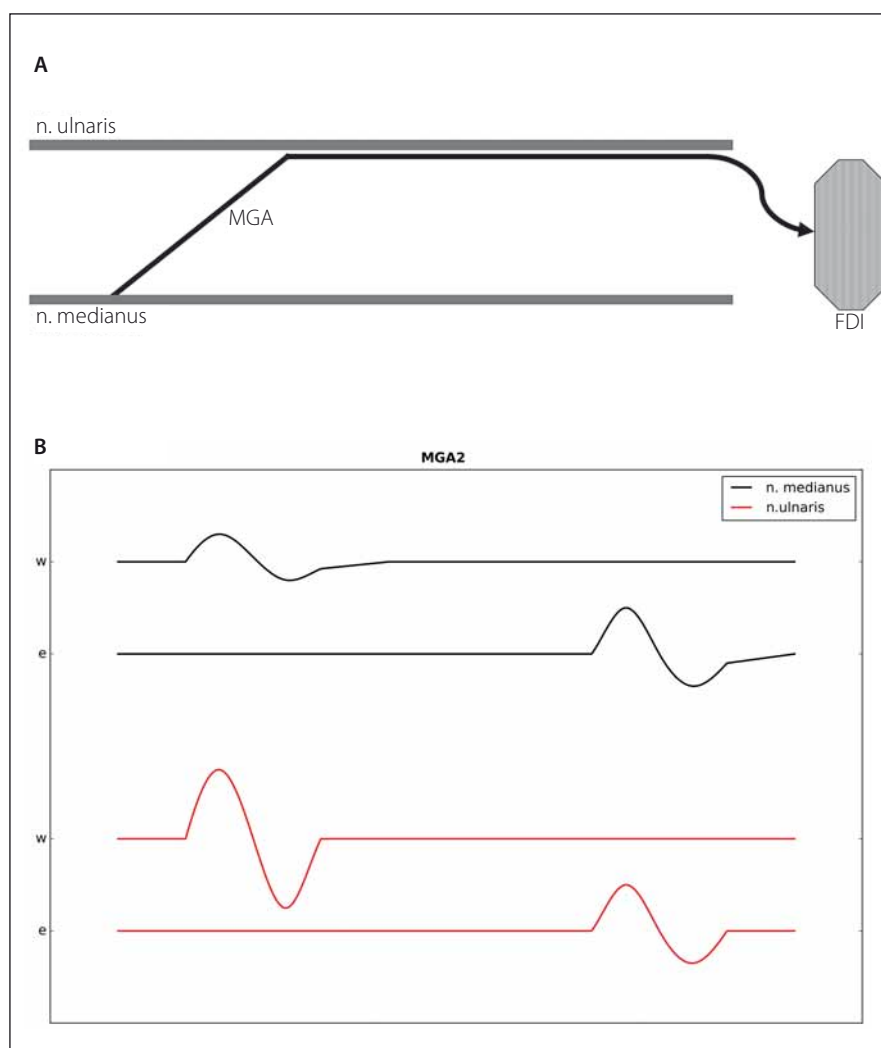 A
n. ulnaris
MGA
n. medianus
FDI
B
MGA2
n. medianus
n.ulnaris
w
e
w
e